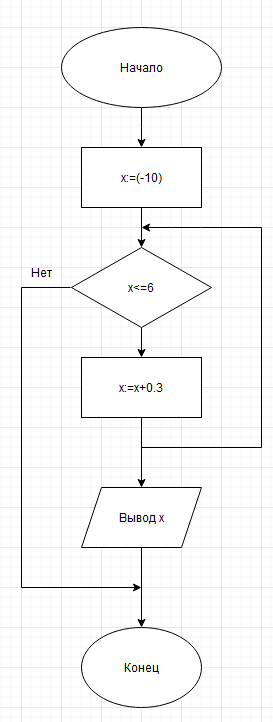 Начало
x:=(-10)
Нет
x<=6
x:=x+0.3
Вывод x
Конец